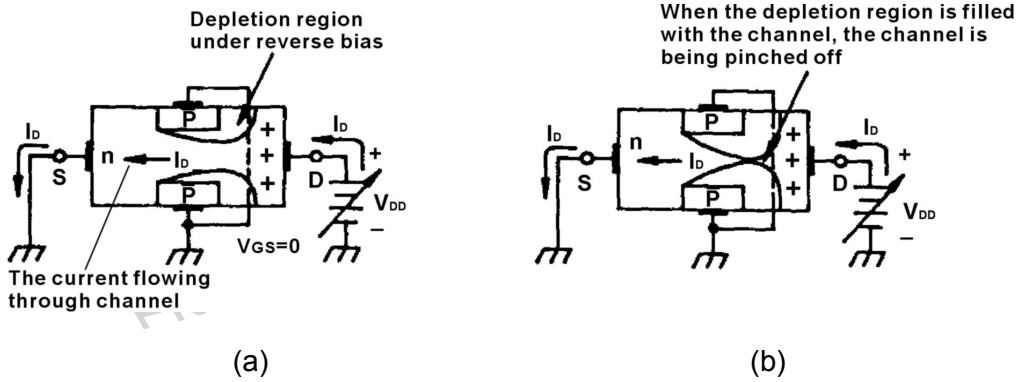 Depletion region
under reverse bias
P
ID
n
ID
S
+
+
+
ID
D
+
VDD
–
P
VGS=0
The current flowing
through channel
(a)
When the depletion region is filled
with the channel, the channel is
being pinched off
P
ID
n
ID
S
+
+
+
ID
D
+
VDD
–
P
(b)